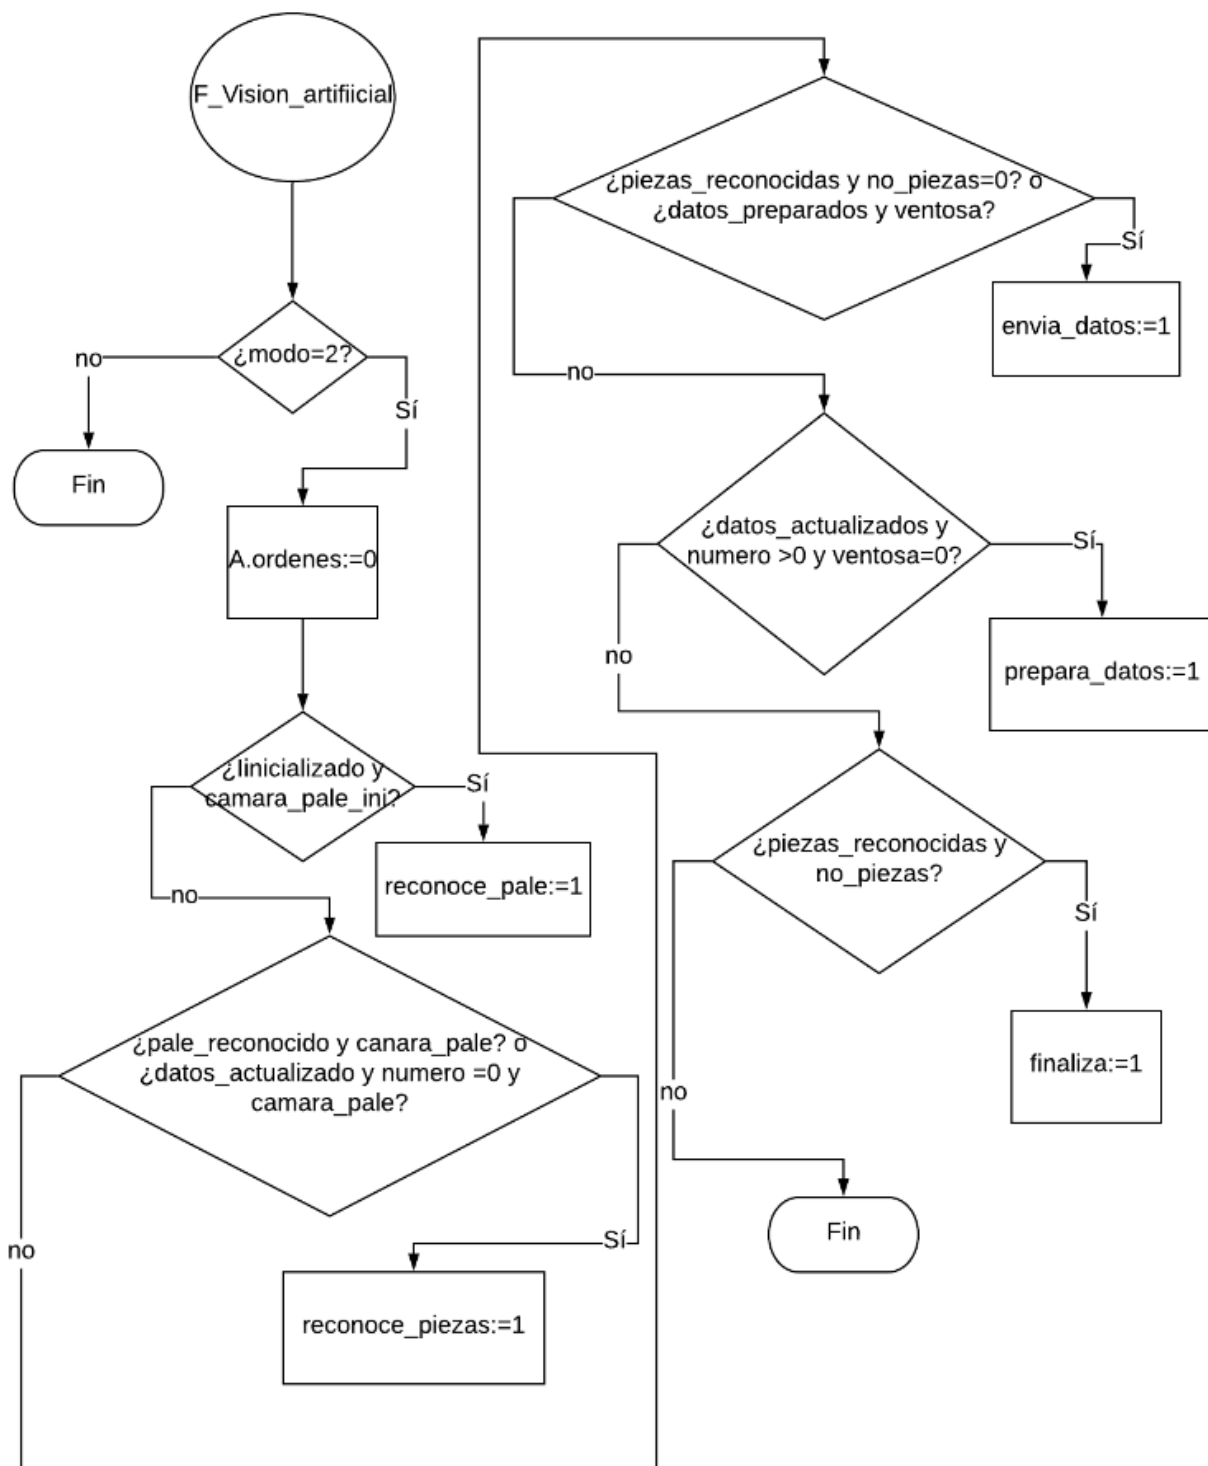 F_Vision_artifiicial
¿modo=2?
no
Sí
Fin
A.ordenes:=0
¿Iinicializado y
camara_pale_ini?
Sí
reconoce_pale:=1
no
¿pale_reconocido y canara_pale? o
¿datos_actualizado y numero =0 y
camara_pale?
no
Sí
reconoce_piezas:=1
¿piezas_reconocidas y no_piezas=0? o
¿datos_preparados y ventosa?
Sí
envia_datos:=1
no
¿datos_actualizados y
numero >0 y ventosa=0?
Sí
prepara_datos:=1
no
¿piezas_reconocidas y
no_piezas?
Sí
finaliza:=1
no
Fin